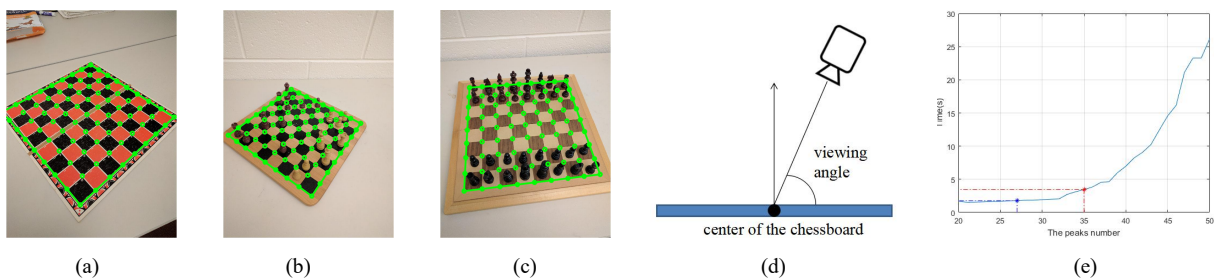 viewing
angle
center of the chessboard
30
25
20
15
10
5
0
Time(s)
20
25
30
35
40
45
50
The peaks number
(a)
(b)
(c)
(d)
(e)